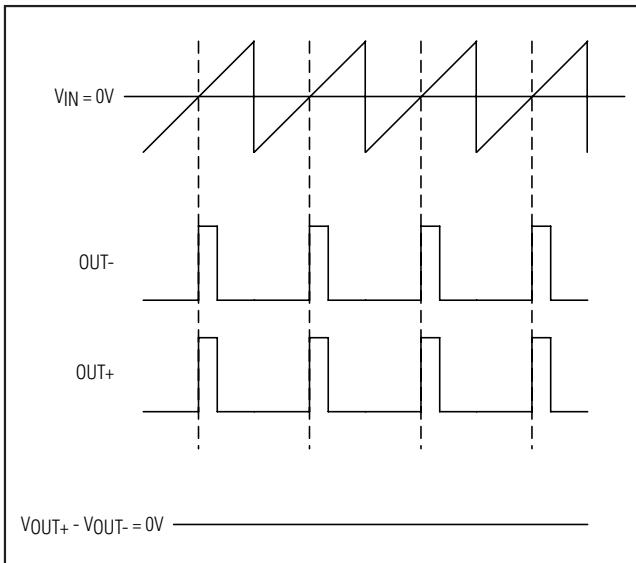 VIN = 0V
OUT-
OUT+
VOUT+ - VOUT- = 0V